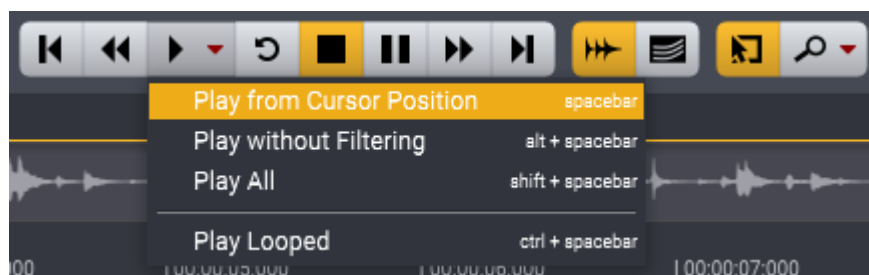 Play from Cursor Position spacebar
Play without Filtering alt + spacebar
Play All shift + spacebar
Play Looped ctrl + spacebar
000 00:00:05:000 00:00:06:000 00:00:07:000